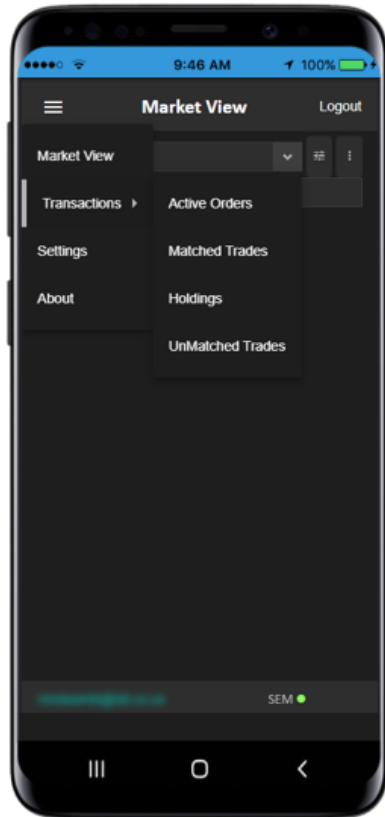 9:46 AM
100%
Market View
Logout
Market View
Transactions
Settings
About
Active Orders
Matched Trades
Holdings
UnMatched Trades
SEM